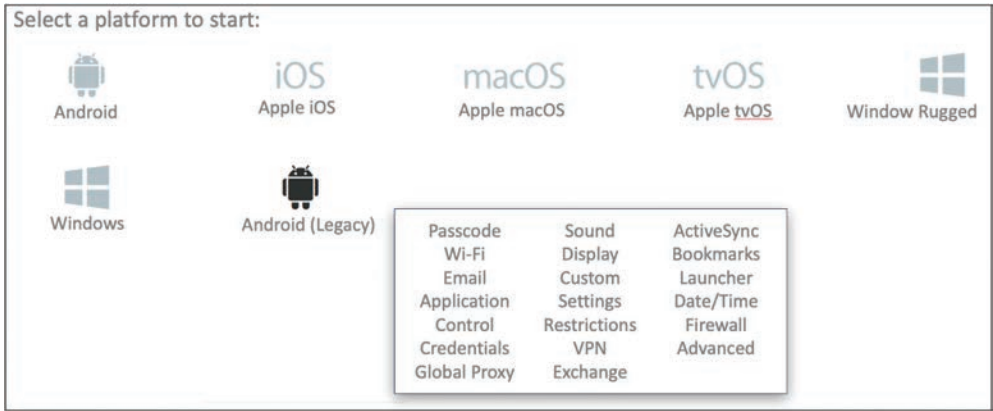 Select a platform to start:
iOS
macOS
tvOS
Android
Apple iOS
Apple macOS
Apple tvOS
Window Rugged
Windows
Android (Legacy)
Passcode
Wi-Fi
Email
Application
Control
Credentials
Global Proxy
Sound
Display
Custom
Settings
Restrictions
VPN
Exchange
ActiveSync
Bookmarks
Launcher
Date/Time
Firewall
Advanced